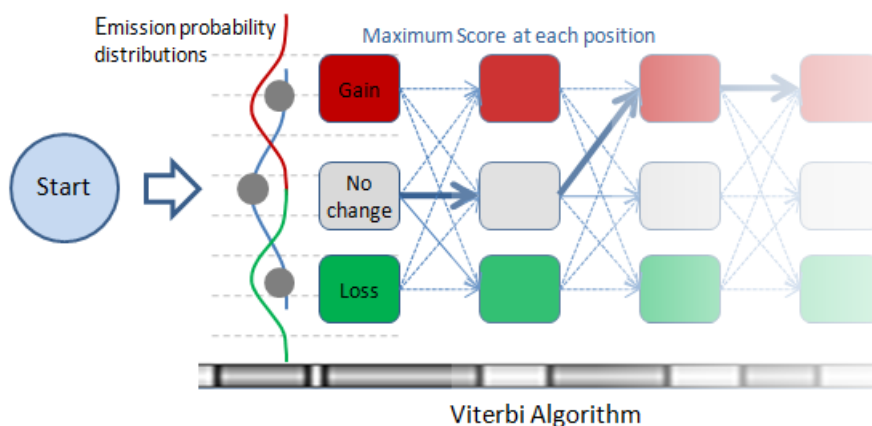 Emission probability
distributions
Maximum Score at each position
Gain
Start
No
change
Loss
Viterbi Algorithm